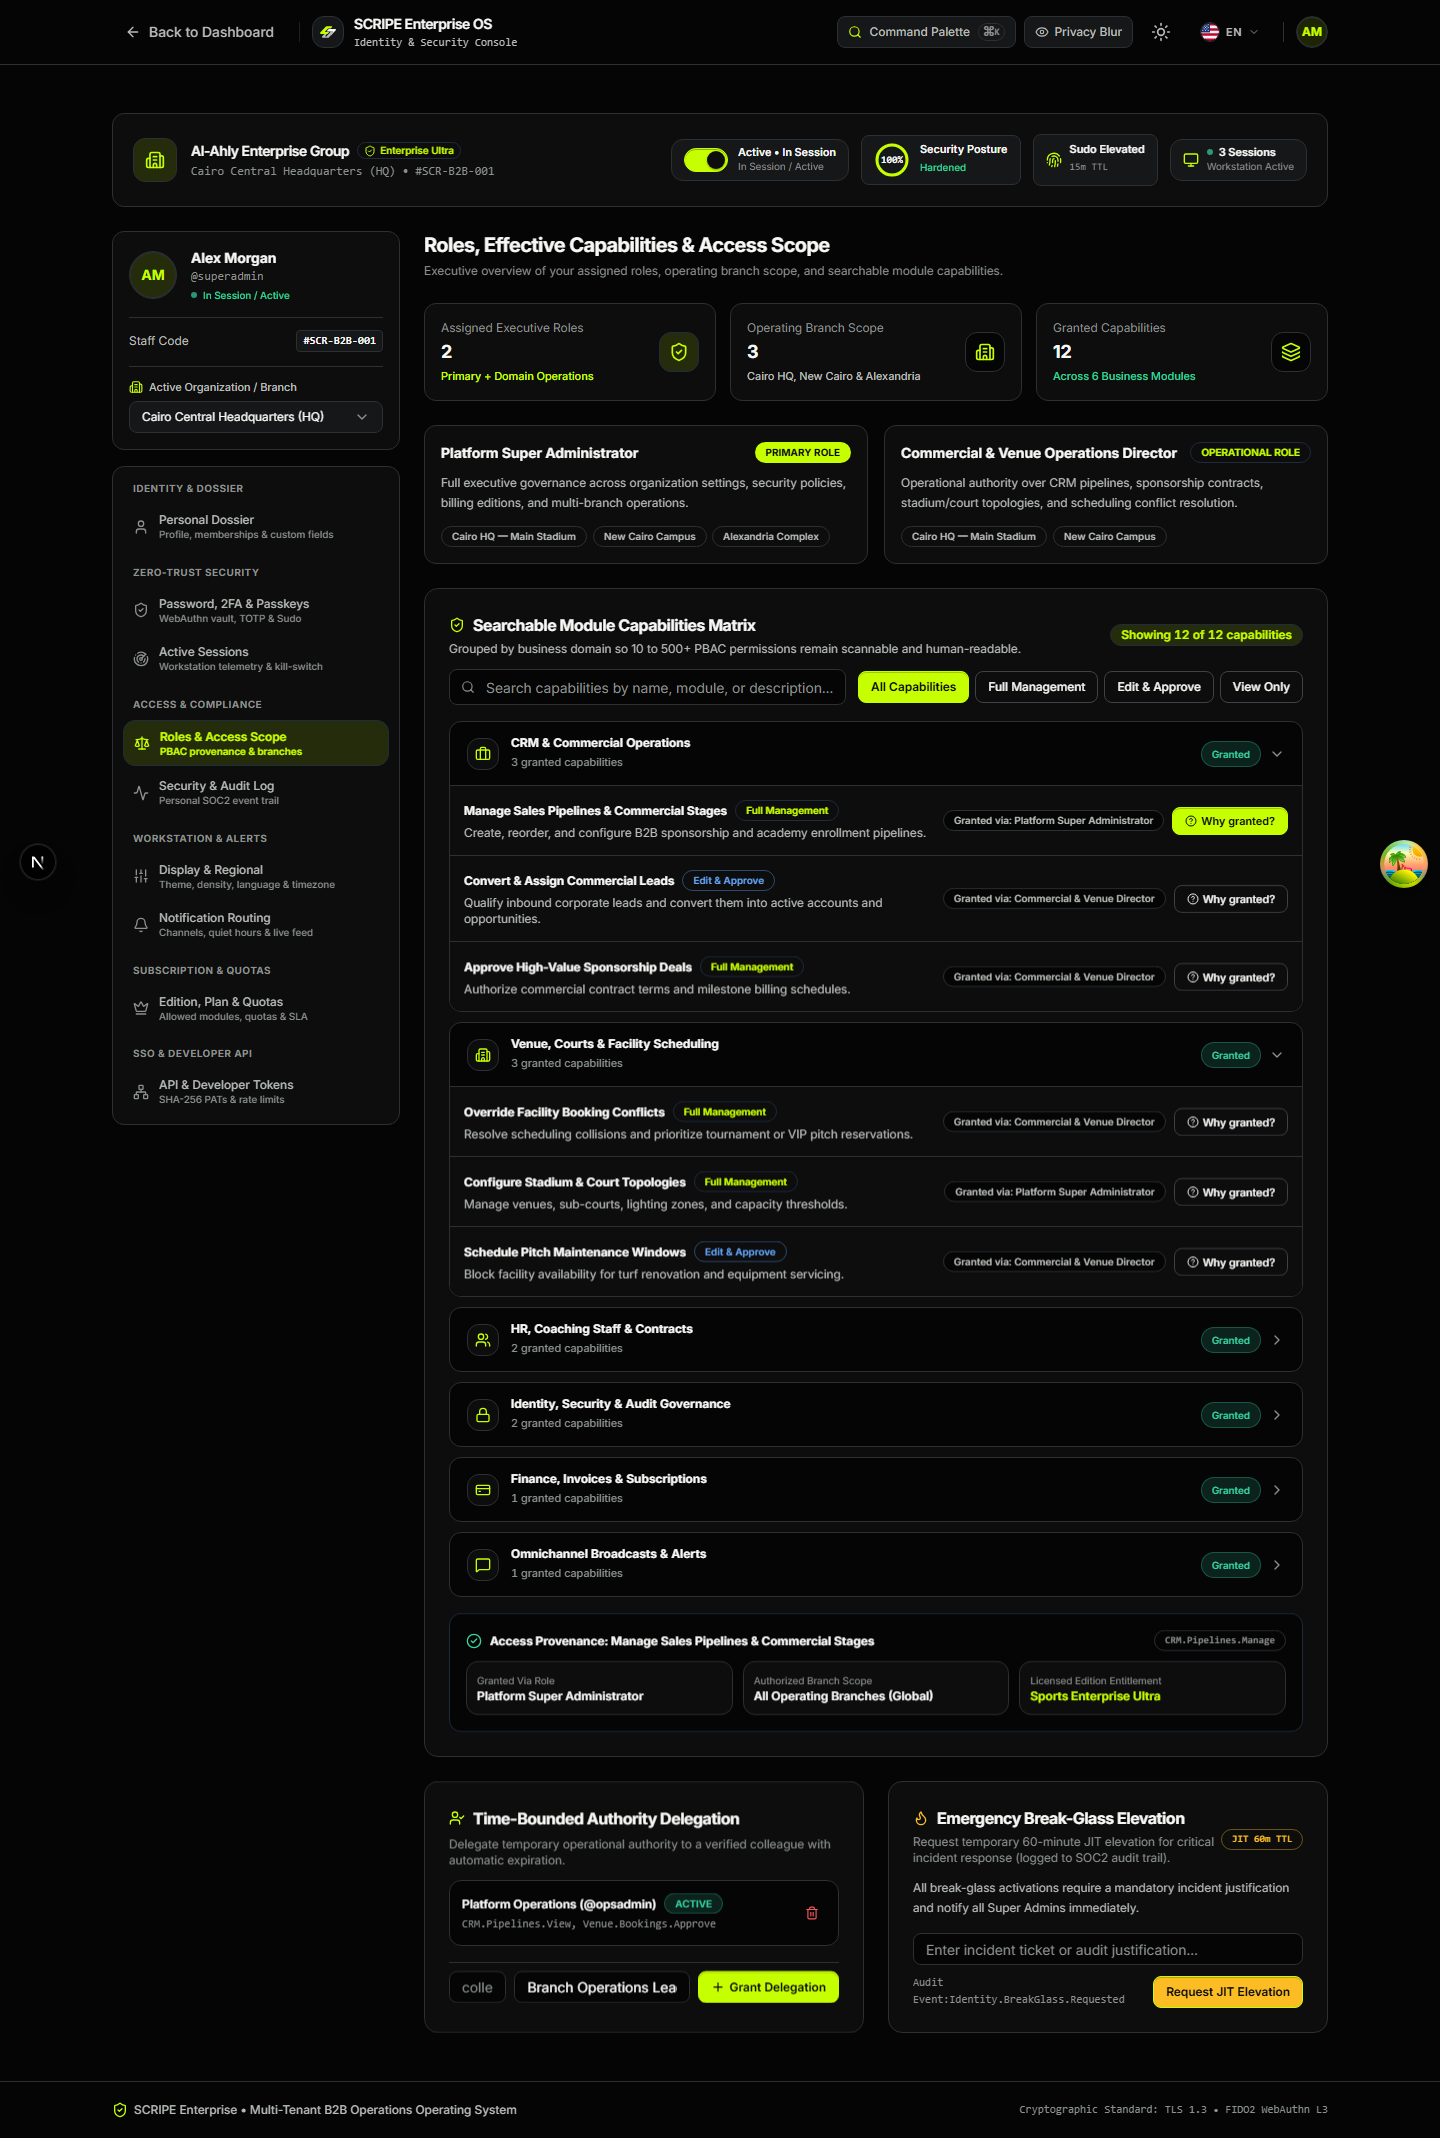 Back to Dashboard
SCRIPE Enterprise OS
Identity & Security Console
Command Palette ⌘K
Privacy Blur
EN
AM
Al-Ahly Enterprise Group
Enterprise Ultra
Cairo Central Headquarters (HQ) • #SCR-B2B-001
Active • In Session
In Session / Active
100%
Security Posture
Hardened
Sudo Elevated
15m TTL
3 Sessions
Workstation Active
AM
Alex Morgan
@superadmin
In Session / Active
Staff Code
#SCR-B2B-001
Active Organization / Branch
Cairo Central Headquarters (HQ)
IDENTITY & DOSSIER
Personal Dossier
Profile, memberships & custom fields
ZERO-TRUST SECURITY
Password, 2FA & Passkeys
WebAuthn vault, TOTP & Sudo
Active Sessions
Workstation telemetry & kill-switch
ACCESS & COMPLIANCE
Roles & Access Scope
PBAC provenance & branches
Security & Audit Log
Personal SOC2 event trail
WORKSTATION & ALERTS
Display & Regional
Theme, density, language & timezone
Notification Routing
Channels, quiet hours & live feed
SUBSCRIPTION & QUOTAS
Edition, Plan & Quotas
Allowed modules, quotas & SLA
SSO & DEVELOPER API
API & Developer Tokens
SHA-256 PATs & rate limits
N
Roles, Effective Capabilities & Access Scope
Executive overview of your assigned roles, operating branch scope, and searchable module capabilities.
Assigned Executive Roles
2
Primary + Domain Operations
Operating Branch Scope
3
Cairo HQ, New Cairo & Alexandria
Granted Capabilities
12
Across 6 Business Modules
Platform Super Administrator
PRIMARY ROLE
Full executive governance across organization settings, security policies,
billing editions, and multi-branch operations.
Cairo HQ — Main Stadium
New Cairo Campus
Alexandria Complex
Commercial & Venue Operations Director
OPERATIONAL ROLE
Operational authority over CRM pipelines, sponsorship contracts,
stadium/court topologies, and scheduling conflict resolution.
Cairo HQ — Main Stadium
New Cairo Campus
Searchable Module Capabilities Matrix
Grouped by business domain so 10 to 500+ PBAC permissions remain scannable and human-readable.
Showing 12 of 12 capabilities
Search capabilities by name, module, or description...
All Capabilities
Full Management
Edit & Approve
View Only
CRM & Commercial Operations
3 granted capabilities
Granted
Manage Sales Pipelines & Commercial Stages
Full Management
Create, reorder, and configure B2B sponsorship and academy enrollment pipelines.
Granted via: Platform Super Administrator
Why granted?
Convert & Assign Commercial Leads
Edit & Approve
Qualify inbound corporate leads and convert them into active accounts and
opportunities.
Granted via: Commercial & Venue Director
Why granted?
Approve High-Value Sponsorship Deals
Full Management
Authorize commercial contract terms and milestone billing schedules.
Granted via: Commercial & Venue Director
Why granted?
Venue, Courts & Facility Scheduling
3 granted capabilities
Granted
Override Facility Booking Conflicts
Full Management
Resolve scheduling collisions and prioritize tournament or VIP pitch reservations.
Granted via: Commercial & Venue Director
Why granted?
Configure Stadium & Court Topologies
Full Management
Manage venues, sub-courts, lighting zones, and capacity thresholds.
Granted via: Platform Super Administrator
Why granted?
Schedule Pitch Maintenance Windows
Edit & Approve
Block facility availability for turf renovation and equipment servicing.
Granted via: Commercial & Venue Director
Why granted?
HR, Coaching Staff & Contracts
2 granted capabilities
Granted
Identity, Security & Audit Governance
2 granted capabilities
Granted
Finance, Invoices & Subscriptions
1 granted capabilities
Granted
Omnichannel Broadcasts & Alerts
1 granted capabilities
Granted
Access Provenance: Manage Sales Pipelines & Commercial Stages
CRM.Pipelines.Manage
Granted Via Role
Platform Super Administrator
Authorized Branch Scope
All Operating Branches (Global)
Licensed Edition Entitlement
Sports Enterprise Ultra
Time-Bounded Authority Delegation
Delegate temporary operational authority to a verified colleague with
automatic expiration.
Platform Operations (@opsadmin)
ACTIVE
CRM.Pipelines.View, Venue.Bookings.Approve
colle
Branch Operations Lea
Grant Delegation
Emergency Break-Glass Elevation
Request temporary 60-minute JIT elevation for critical
incident response (logged to SOC2 audit trail).
JIT 60m TTL
All break-glass activations require a mandatory incident justification
and notify all Super Admins immediately.
Enter incident ticket or audit justification...
Audit
Event:Identity.BreakGlass.Requested
Request JIT Elevation
SCRIPE Enterprise • Multi-Tenant B2B Operations Operating System
Cryptographic Standard: TLS 1.3 • FIDO2 WebAuthn L3